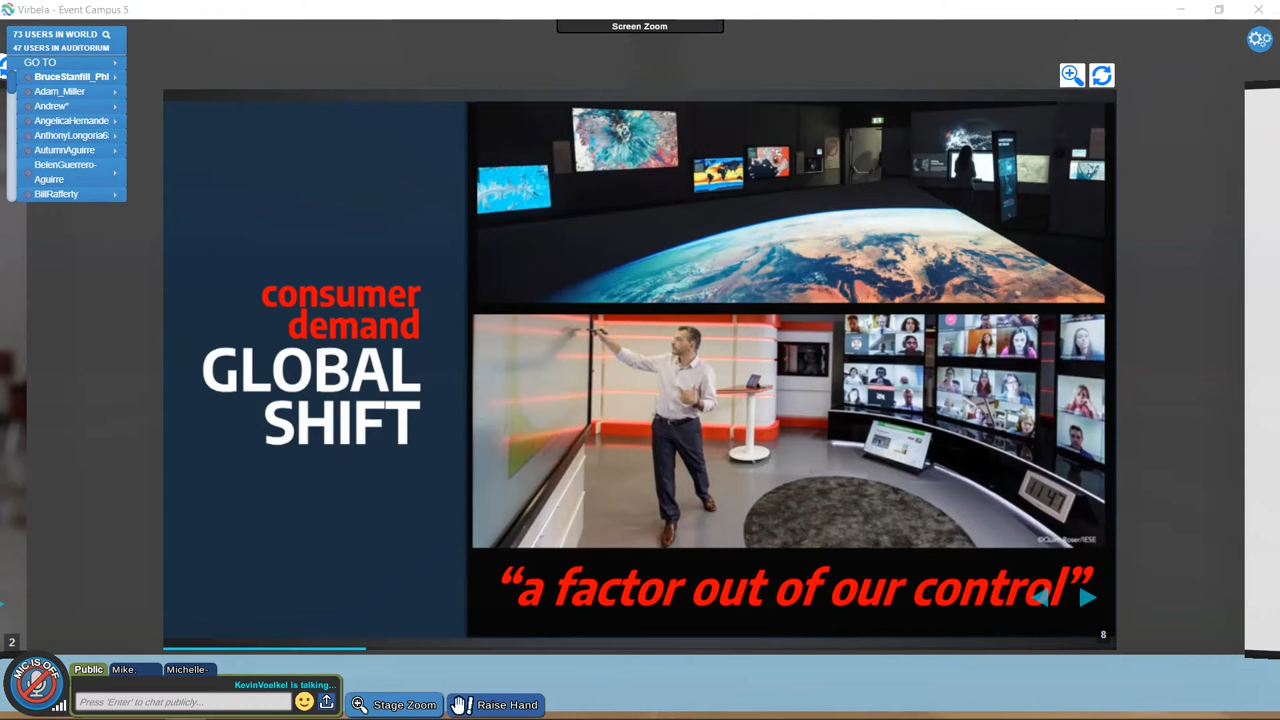 Virbela - Event Campus 5
Screen Zoom
73 USERS IN WORLD
47 USERS IN AUDITORIUM
GO TO
BruceStanfill_Phi
Adam_Miller
Andrew*
AngelicaHernande
AnthonyLongoria6
AutumnAguirre
BelenGuerrero-
Aguirre
BillRafferty
consumer
demand
GLOBAL
SHIFT
1147
“a factor out of our control”
8
2
MIC IS OFF
Public Mike. Michelle-
KevinVoelkel is talking...
Press 'Enter' to chat publicly...
Stage Zoom
Raise Hand